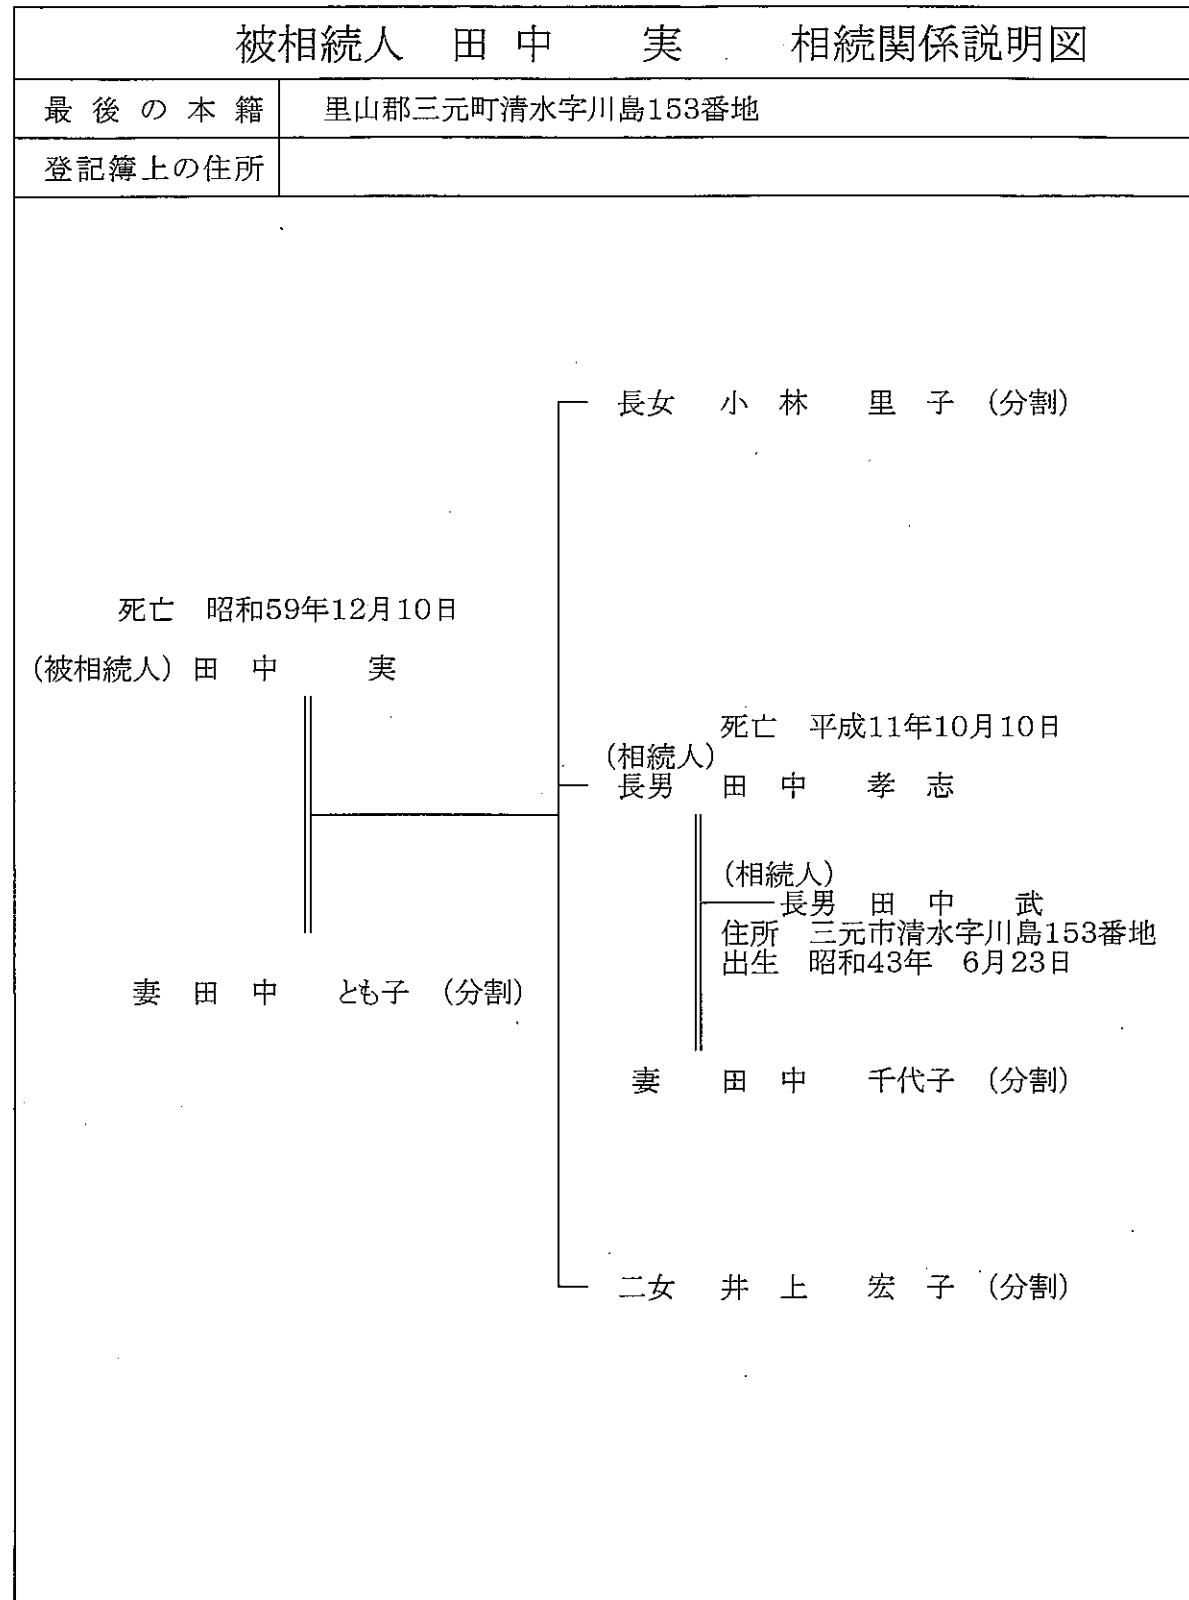 被相続人 田中 実 相続関係説明図
最後の本籍 里山郡三元町清水字川島153番地
登記簿上の住所
長女 小林 里子 (分割)
死亡 昭和59年12月10日
(被相続人) 田中 実
死亡 平成11年10月10日
(相続人)
長男 田中 孝志
(相続人)
長男 田中 武
住所 三元市清水字川島153番地
出生 昭和43年 6月23日
妻 田中 とも子 (分割)
妻 田中 千代子 (分割)
二女 井上 宏子 (分割)